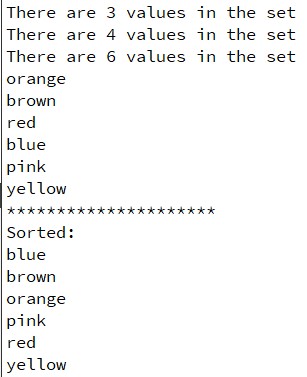 There are 3 values in the set
There are 4 values in the set
There are 6 values in the set
orange
brown
red
blue
pink
yellow
*********************
Sorted:
blue
brown
orange
pink
red
yellow